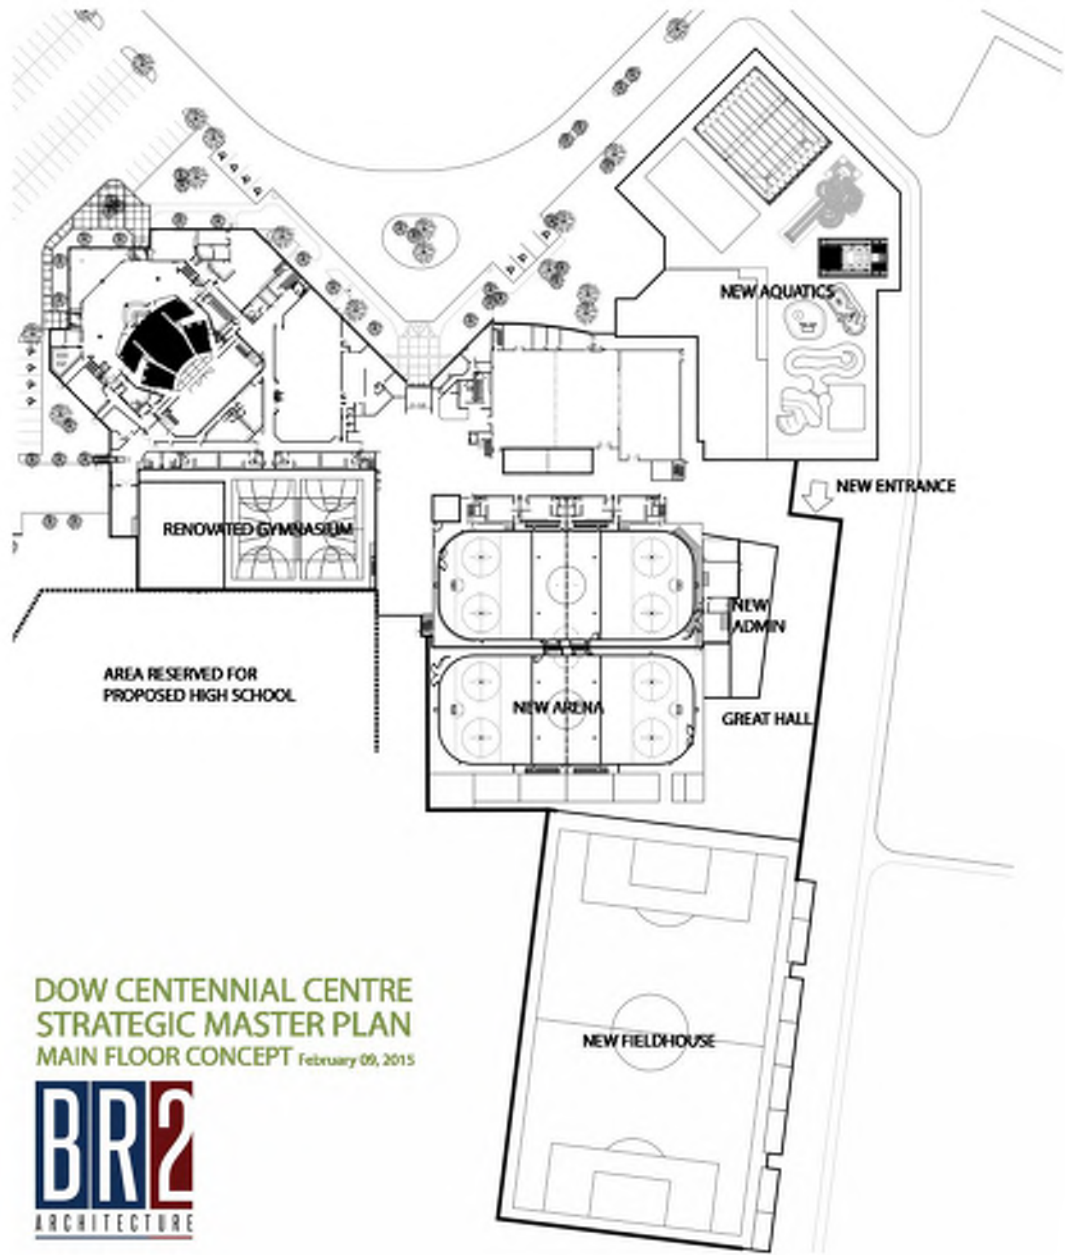 NEW AQUATICS
NEW ENTRANCE
RENOVATED GYMNASIUM
NEW
ADMIN
AREA RESERVED FOR
PROPOSED HIGH SCHOOL
NEW ARENA
GREAT HALL
DOW CENTENNIAL CENTRE
STRATEGIC MASTER PLAN
MAIN FLOOR CONCEPT February 09, 2015
NEW FIELDHOUSE
BR2
ARCHITECTURE